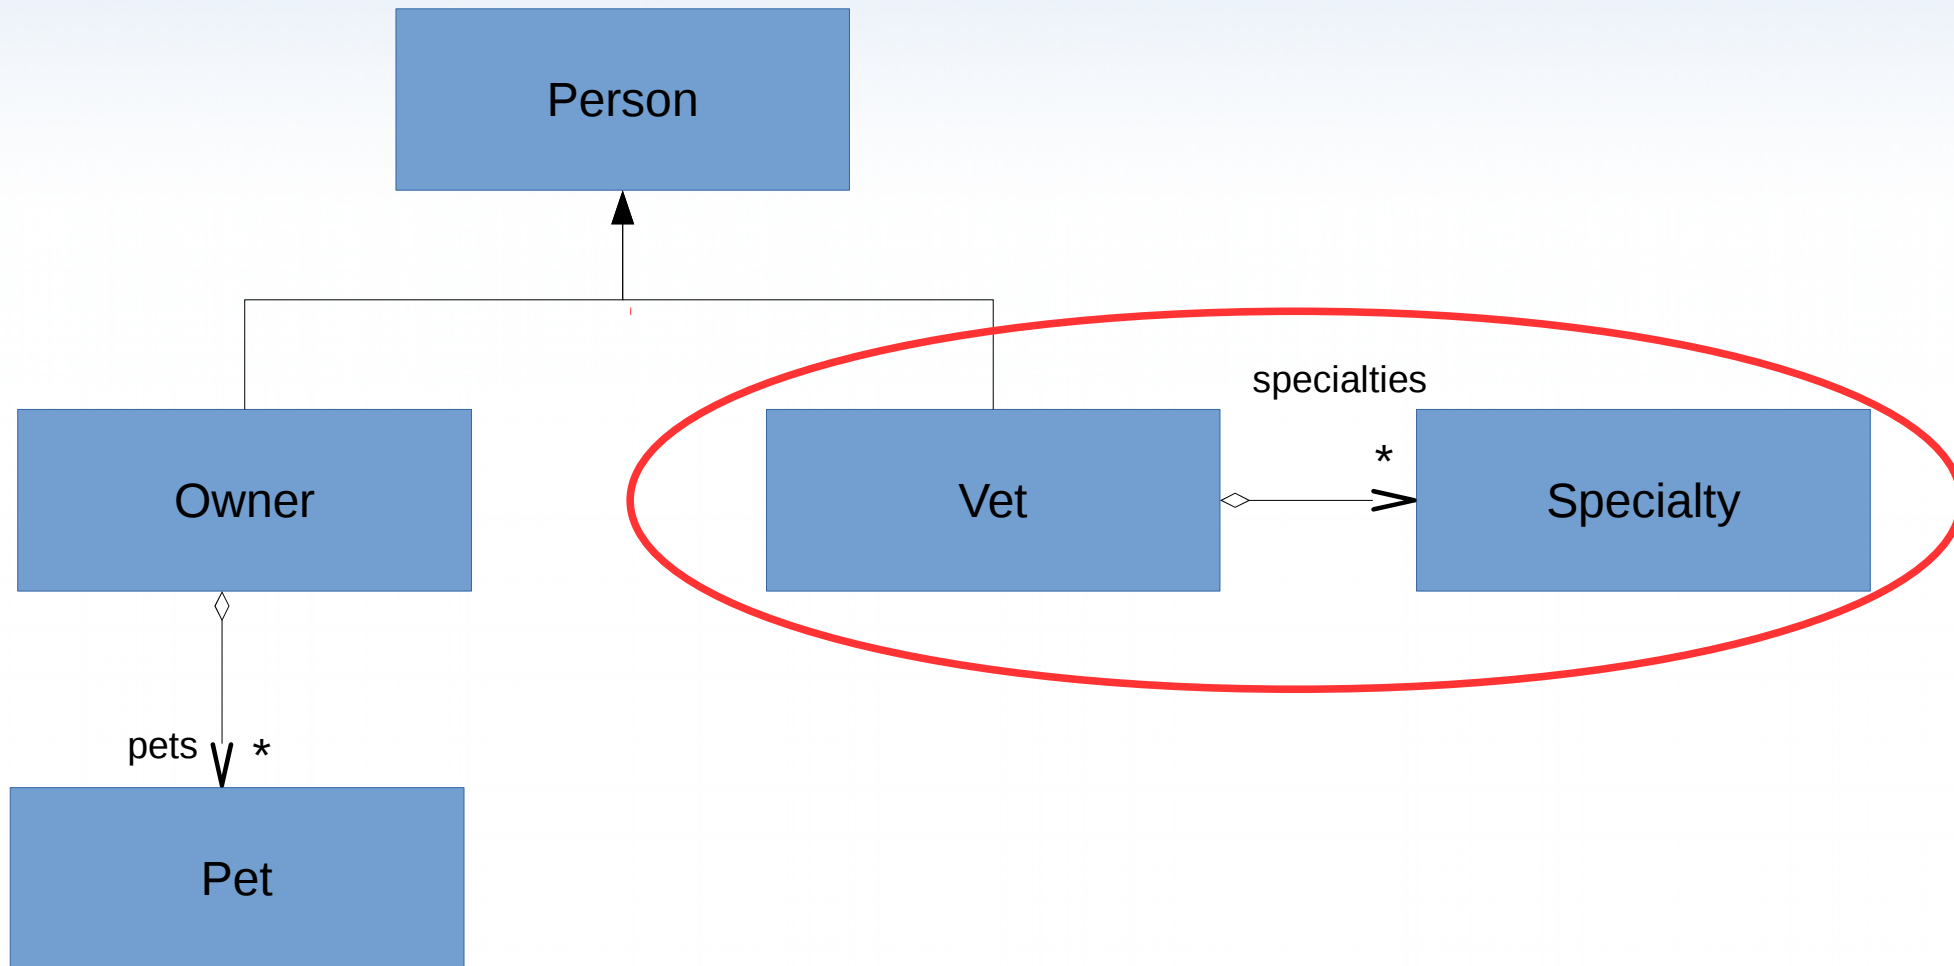 Person
specialties
*
Owner
Vet
Specialty
pets *
Pet